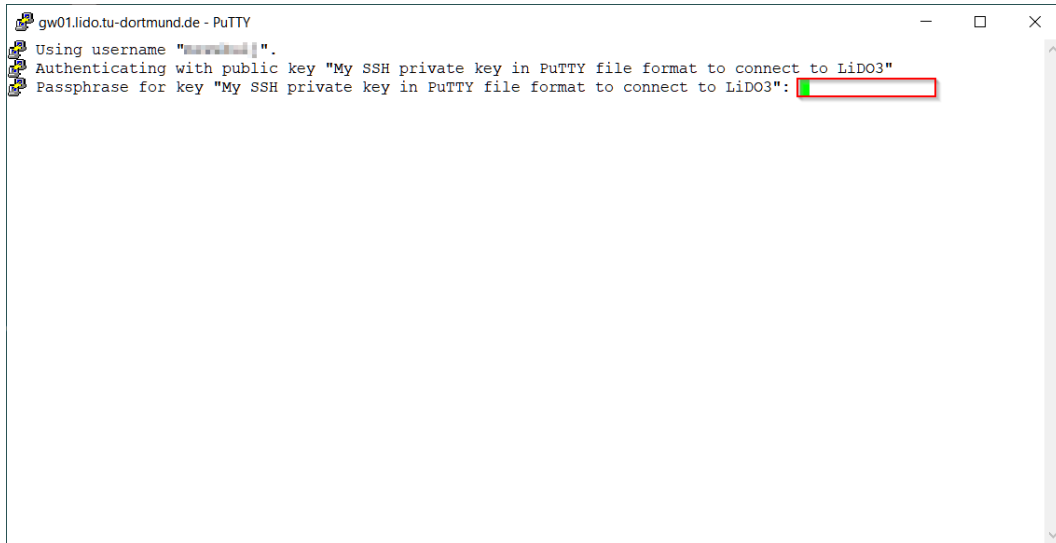 gw01.lido.tu-dortmund.de - PuTTY
Using username "".
Authenticating with public key "My SSH private key in PuTTY file format to connect to LiDO3"
Passphrase for key "My SSH private key in PuTTY file format to connect to LiDO3":